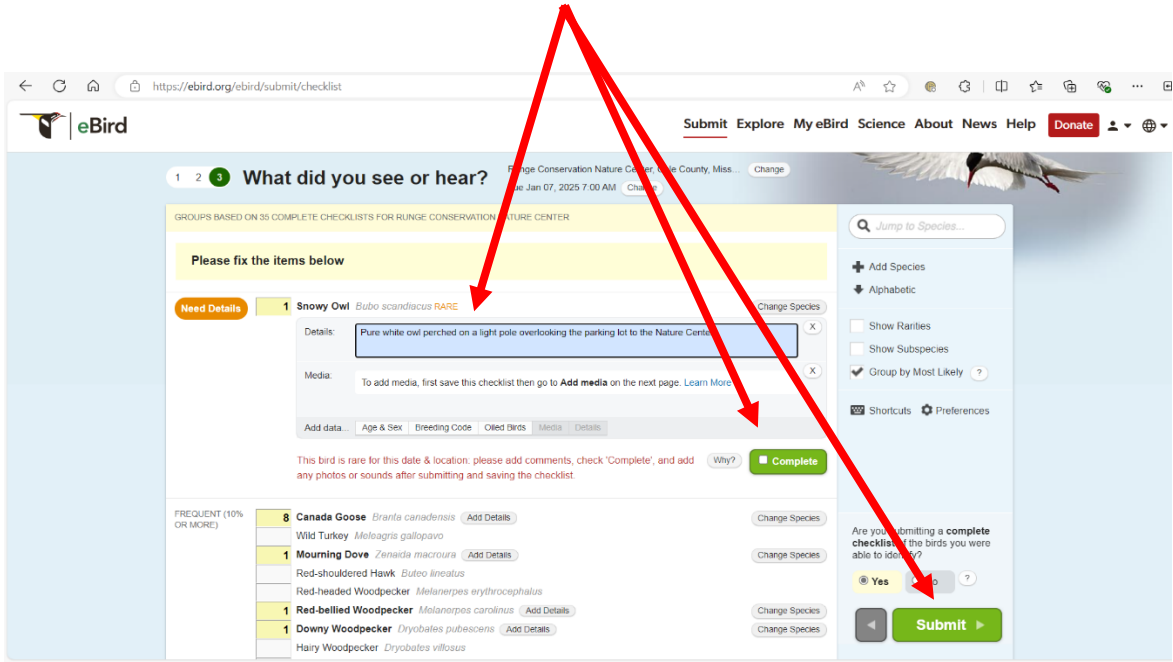 https://ebird.org/ebird/submit/checklist
eBird
Submit Explore My eBird Science About News Help Donate
1 2 3 What did you see or hear?
Runge Conservation Nature Center, County, Miss... Change
Jan 07, 2025 7:00 AM
GROUPS BASED ON 35 COMPLETE CHECKLISTS FOR RUNGE CONSERVATION NATURE CENTER
Please fix the items below
Need Details 1 Snowy Owl Bubo scandiacus RARE Change Species
Details: Pure white owl perched on a light pole overlooking the parking lot to the Nature X
Media: To add media, first save this checklist then go to Add media on the next page. Learn More X
Add data... Age & Sex Breeding Code Oiled Birds Media Details
This bird is rare for this date & location: please add comments, check 'Complete', and add
any photos or sounds after submitting and saving the checklist.
Why? Complete
FREQUENT (10%
OR MORE)
8 Canada Goose Branta canadensis Add Details Change Species
Wild Turkey Meleagris gallopavo
1 Mourning Dove Zenaida macroura Add Details Change Species
Red-shouldered Hawk Buteo lineatus
Red-headed Woodpecker Melanerpes erythrocephalus
1 Red-bellied Woodpecker Melanerpes carolinus Add Details Change Species
1 Downy Woodpecker Dryobates pubescens Add Details Change Species
Hairy Woodpecker Dryobates villosus
Jump to Species...
Add Species
Alphabetic
Show Rarities
Show Subspecies
Group by Most Likely ?
Shortcuts Preferences
Are you submitting a complete
checklist of the birds you were
able to identify?
Yes ?
Submit